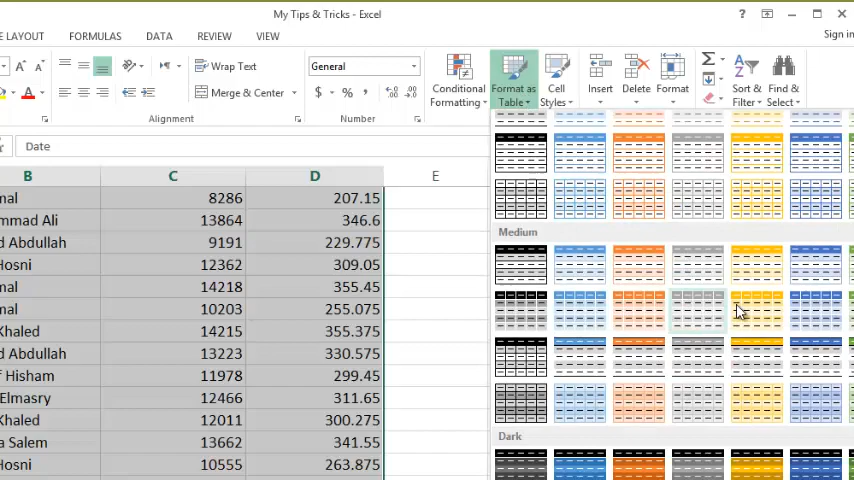 My Tips & Tricks - Excel
?
Sign in
E LAYOUT FORMULAS DATA REVIEW VIEW
A A Wrap Text General Σ
A Merge & Center $ % , .00 .0
Conditional Formatting Format as Table Cell Styles Insert Delete Format Sort & Filter Find & Select
Alignment Number
Date
B C D E
mal 8286 207.15
mmad Ali 13864 346.6
d Abdullah 9191 229.775
Hosni 12362 309.05
mal 14218 355.45
mal 10203 255.075
Khaled 14215 355.375
d Abdullah 13223 330.575
f Hisham 11978 299.45
Elmasry 12466 311.65
Khaled 12011 300.275
a Salem 13662 341.55
Hosni 10555 263.875
Medium
Dark